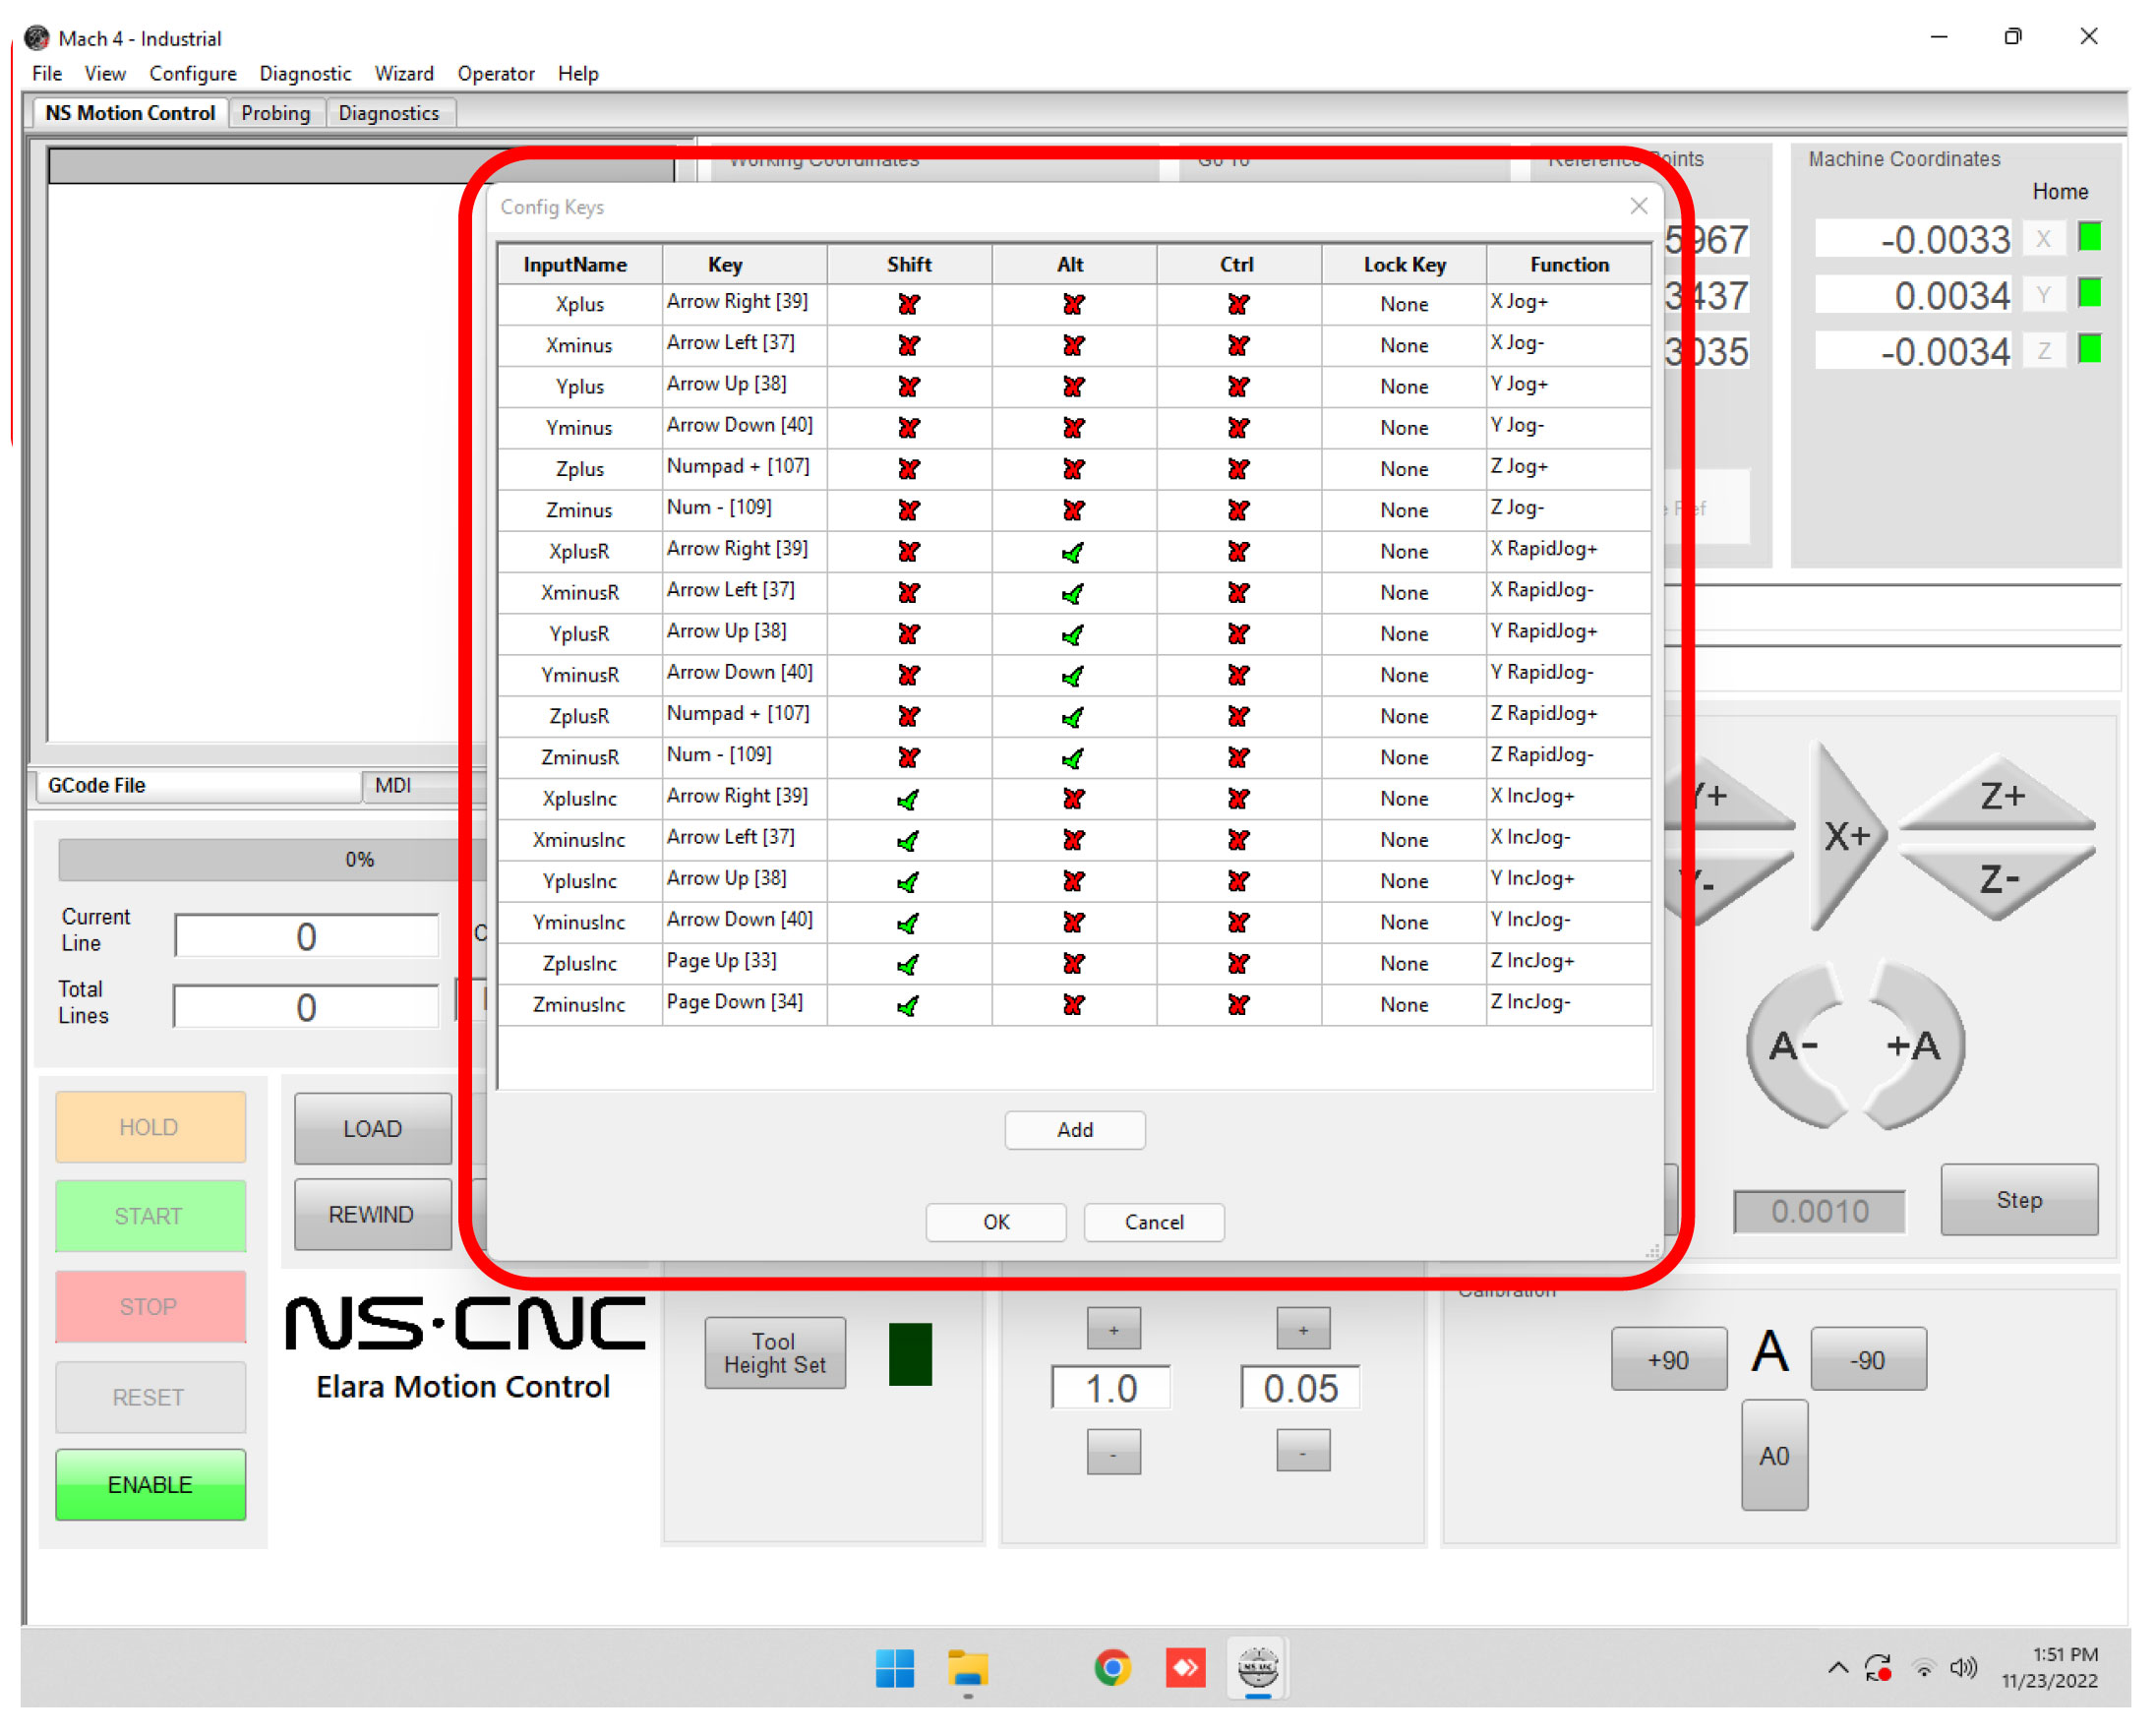 Mach 4 - Industrial
File View Configure Diagnostic Wizard Operator Help
NS Motion Control Probing Diagnostics
Working Coordinates Go To Reference Points Machine Coordinates
Home
Config Keys
5967 -0.0033 X
3437 0.0034 Y
3035 -0.0034 Z
InputName Key Shift Alt Ctrl Lock Key Function
Xplus Arrow Right [39] None X Jog+
Xminus Arrow Left [37] None X Jog-
Yplus Arrow Up [38] None Y Jog+
Yminus Arrow Down [40] None Y Jog-
Zplus Numpad + [107] None Z Jog+
Zminus Num - [109] None Z Jog-
XplusR Arrow Right [39] None X RapidJog+
XminusR Arrow Left [37] None X RapidJog-
YplusR Arrow Up [38] None Y RapidJog+
YminusR Arrow Down [40] None Y RapidJog-
ZplusR Numpad + [107] None Z RapidJog+
ZminusR Num - [109] None Z RapidJog-
XplusInc Arrow Right [39] None X IncJog+
XminusInc Arrow Left [37] None X IncJog-
YplusInc Arrow Up [38] None Y IncJog+
YminusInc Arrow Down [40] None Y IncJog-
ZplusInc Page Up [33] None Z IncJog+
ZminusInc Page Down [34] None Z IncJog-
Add
OK Cancel
GCode File MDI
0%
Current
Line
0
Total
Lines
0
Y+ X+ Z+
Y- Z-
A- +A
0.0010 Step
HOLD LOAD
START REWIND
STOP
RESET
ENABLE
NS·CNC
Elara Motion Control
Tool
Height Set
+ +
1.0 0.05
- -
Calibration
+90 A -90
A0
1:51 PM
11/23/2022